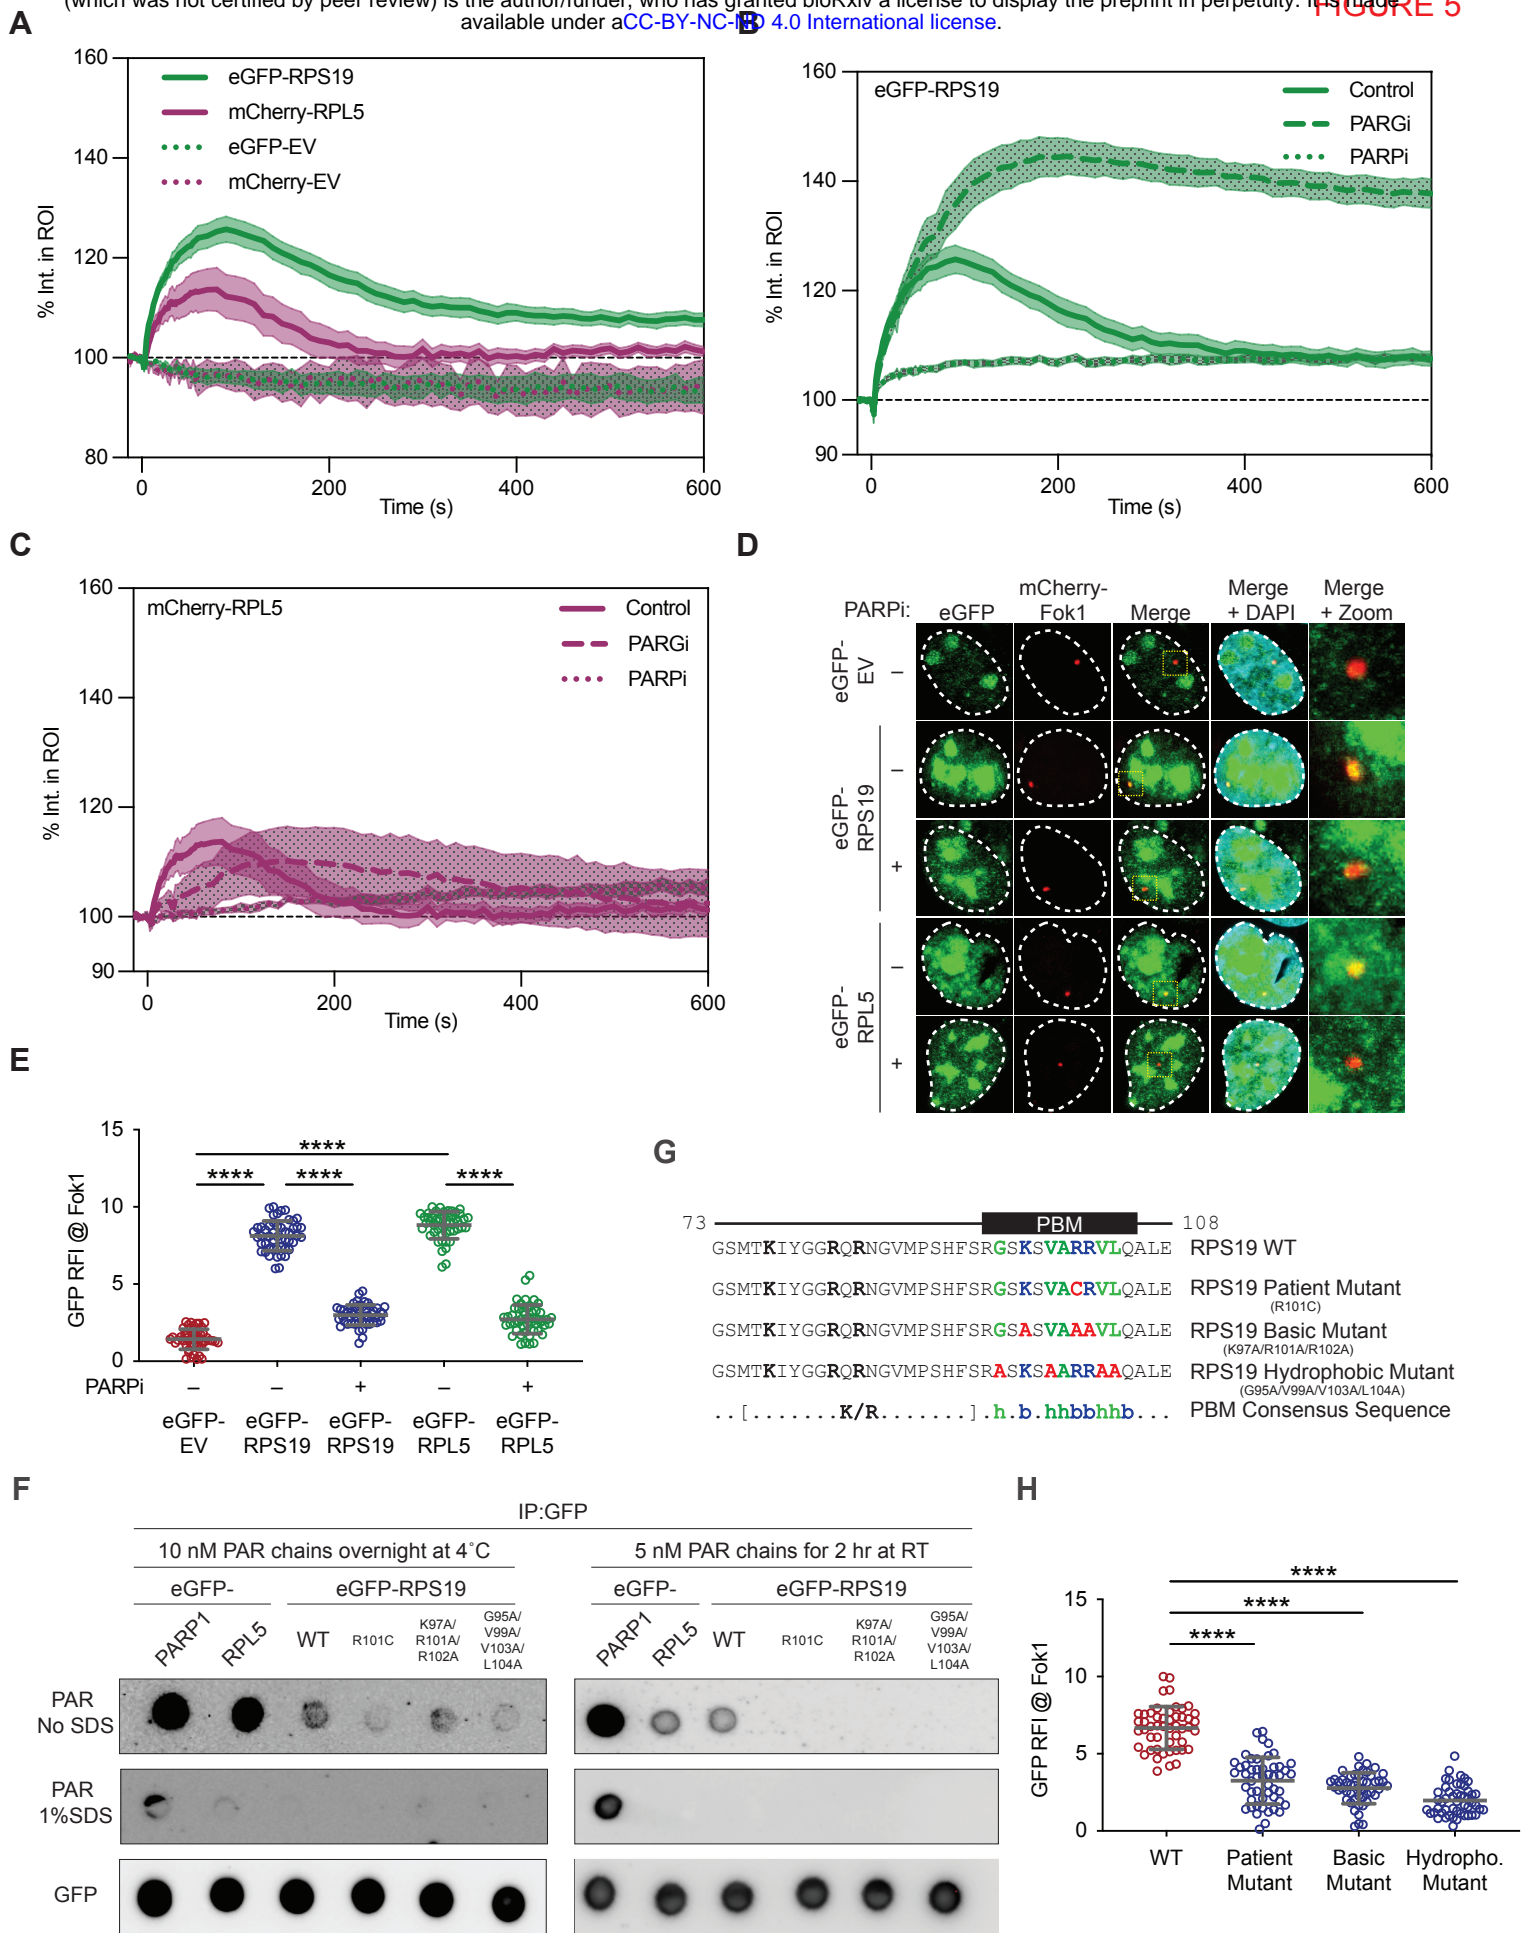 (which was not certified by peer review) is the author/funder, who has granted bioRxiv a license to display the preprint in perpetuity. It is made
available under aCC-BY-NC-ND 4.0 International license.
FIGURE 5
A
160
140
120
100
80
% Int. in ROI
eGFP-RPS19
mCherry-RPL5
eGFP-EV
mCherry-EV
0 200 400 600
Time (s)
B
160
140
120
100
90
% Int. in ROI
eGFP-RPS19
Control
PARGi
PARPi
0 200 400 600
Time (s)
C
160
140
120
100
90
% Int. in ROI
mCherry-RPL5
Control
PARGi
PARPi
0 200 400 600
Time (s)
D
PARPi: eGFP mCherry-Fok1 Merge Merge + DAPI Merge + Zoom
eGFP-EV –
eGFP-RPS19 – +
eGFP-RPL5 – +
E
15
10
5
0
GFP RFI @ Fok1
**** **** **** ****
PARPi – – + – +
eGFP-EV eGFP-RPS19 eGFP-RPS19 eGFP-RPL5 eGFP-RPL5
G
73 PBM 108
GSMTKIYGGRQRNGVMPSHFSRGSKSVARRVLQALE RPS19 WT
GSMTKIYGGRQRNGVMPSHFSRGSKSVACRVLQALE RPS19 Patient Mutant
(R101C)
GSMTKIYGGRQRNGVMPSHFSRGSASVAAAVLQALE RPS19 Basic Mutant
(K97A/R101A/R102A)
GSMTKIYGGRQRNGVMPSHFSRASKSAARRAAQALE RPS19 Hydrophobic Mutant
(G95A/V99A/V103A/L104A)
..[.......K/R.......].h.b.hhbbhhb... PBM Consensus Sequence
F
IP:GFP
10 nM PAR chains overnight at 4˚C 5 nM PAR chains for 2 hr at RT
eGFP- eGFP-RPS19 eGFP- eGFP-RPS19
PARP1 RPL5 WT R101C K97A/R101A/R102A G95A/V99A/V103A/L104A PARP1 RPL5 WT R101C K97A/R101A/R102A G95A/V99A/V103A/L104A
PAR
No SDS
PAR
1%SDS
GFP
H
15
10
5
0
GFP RFI @ Fok1
****
****
****
WT Patient Mutant Basic Mutant Hydropho. Mutant